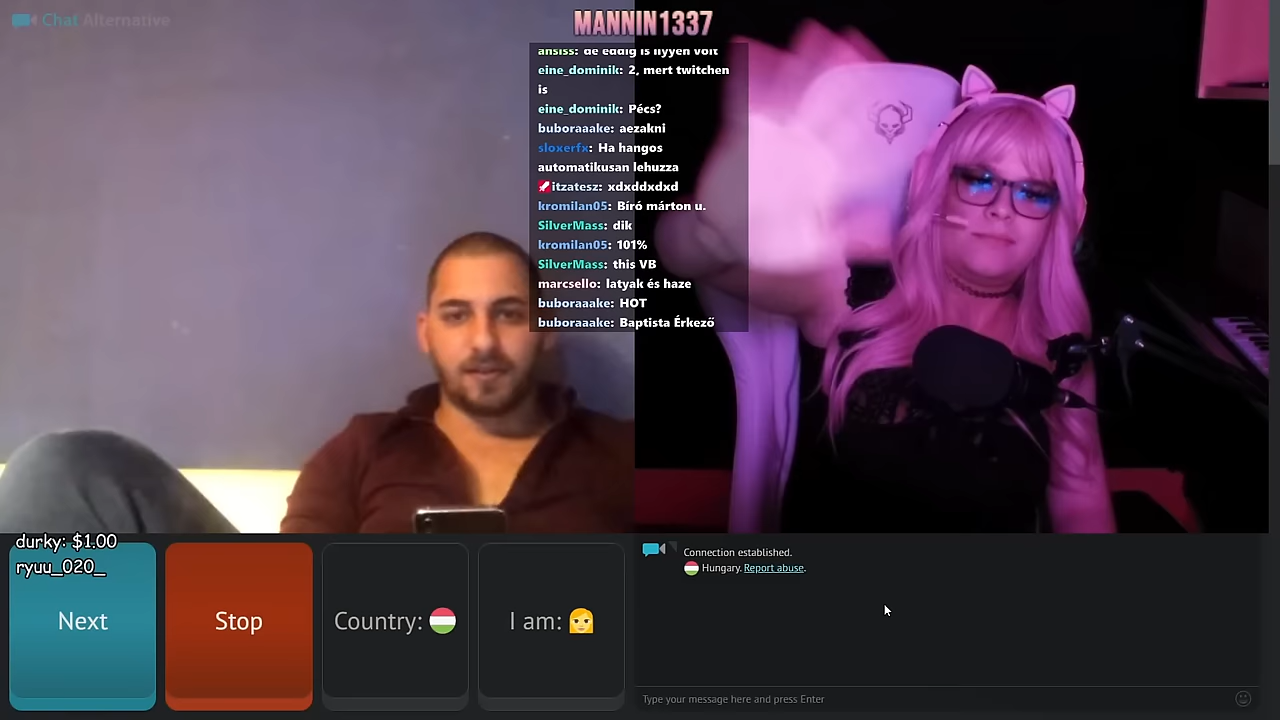 Chat Alternative
MANNIN1337
ansiss: de eddig is ilyyen volt
eine_dominik: 2, mert twitchen
is
eine_dominik: Pécs?
buboraaake: aezakni
sloxerfx: Ha hangos
automatikusan lehuzza
itzatesz: xdxddxdxd
kromilan05: Bíró márton u.
SilverMass: dik
kromilan05: 101%
SilverMass: this VB
marcsello: latyak és haze
buboraaake: HOT
buboraaake: Baptista Érkező
durky: $1.00
ryuu_020_
Next
Stop
Country:
I am:
Connection established.
Hungary. Report abuse.
Type your message here and press Enter